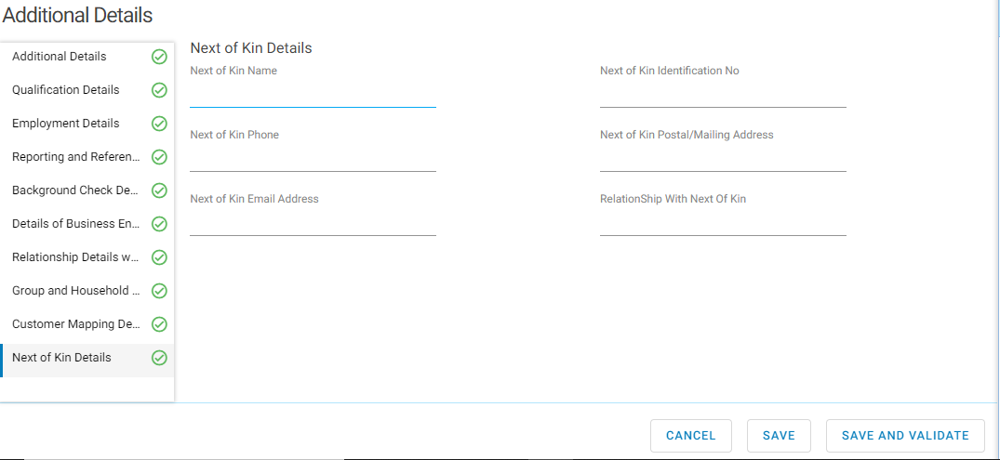 Additional Details
Additional Details
Qualification Details
Employment Details
Reporting and Referen...
Background Check De...
Details of Business En...
Relationship Details w...
Group and Household ...
Customer Mapping De...
Next of Kin Details
Next of Kin Details
Next of Kin Name
Next of Kin Identification No
Next of Kin Phone
Next of Kin Postal/Mailing Address
Next of Kin Email Address
RelationShip With Next Of Kin
CANCEL
SAVE
SAVE AND VALIDATE